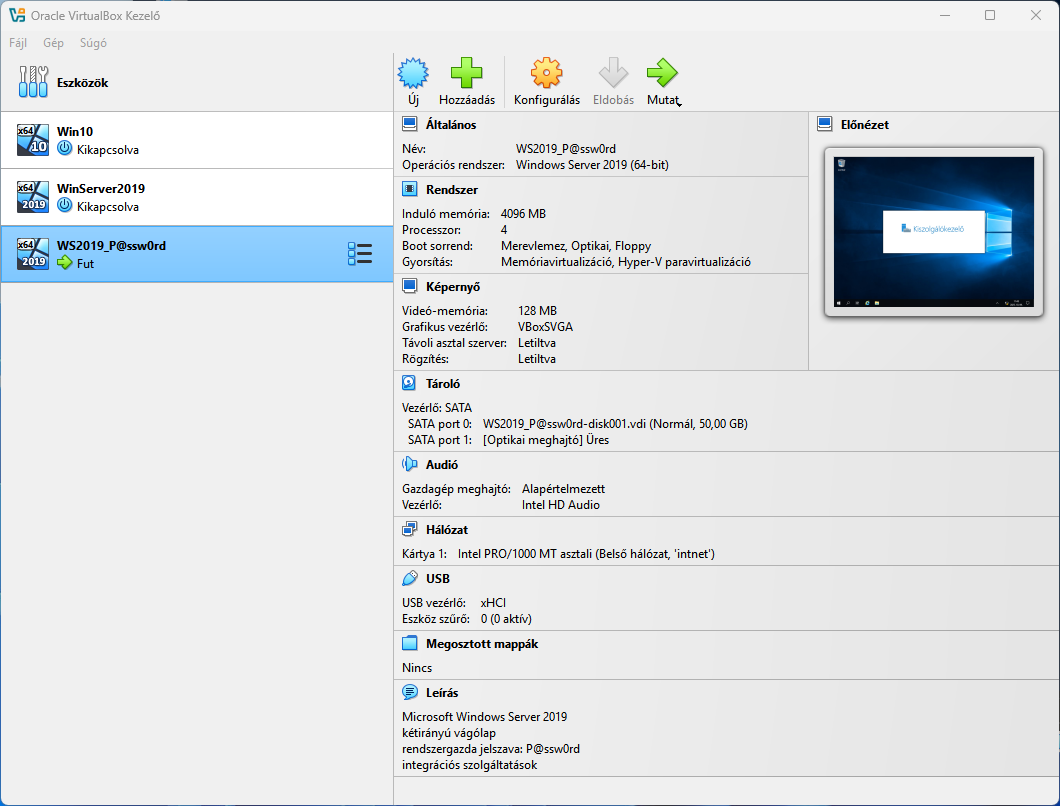 Oracle VirtualBox Kezelő
Fájl Gép Súgó
Eszközök
x64 10 Win10
Kikapcsolva
x64 2019 WinServer2019
Kikapcsolva
x64 2019 WS2019_P@ssw0rd
Fut
Új Hozzáadás Konfigurálás Eldobás Mutat
Általános
Név: WS2019_P@ssw0rd
Operációs rendszer: Windows Server 2019 (64-bit)
Rendszer
Induló memória: 4096 MB
Processzor: 4
Boot sorrend: Merevlemez, Optikai, Floppy
Gyorsítás: Memóriavirtualizáció, Hyper-V paravirtualizáció
Képernyő
Videó-memória: 128 MB
Grafikus vezérlő: VBoxSVGA
Távoli asztal szerver: Letiltva
Rögzítés: Letiltva
Előnézet
Kiszolgálókezelő
Tároló
Vezérlő: SATA
SATA port 0: WS2019_P@ssw0rd-disk001.vdi (Normál, 50,00 GB)
SATA port 1: [Optikai meghajtó] Üres
Audió
Gazdagép meghajtó: Alapértelmezett
Vezérlő: Intel HD Audio
Hálózat
Kártya 1: Intel PRO/1000 MT asztali (Belső hálózat, 'intnet')
USB
USB vezérlő: xHCI
Eszköz szűrő: 0 (0 aktív)
Megosztott mappák
Nincs
Leírás
Microsoft Windows Server 2019
kétirányú vágólap
rendszergazda jelszava: P@ssw0rd
integrációs szolgáltatások